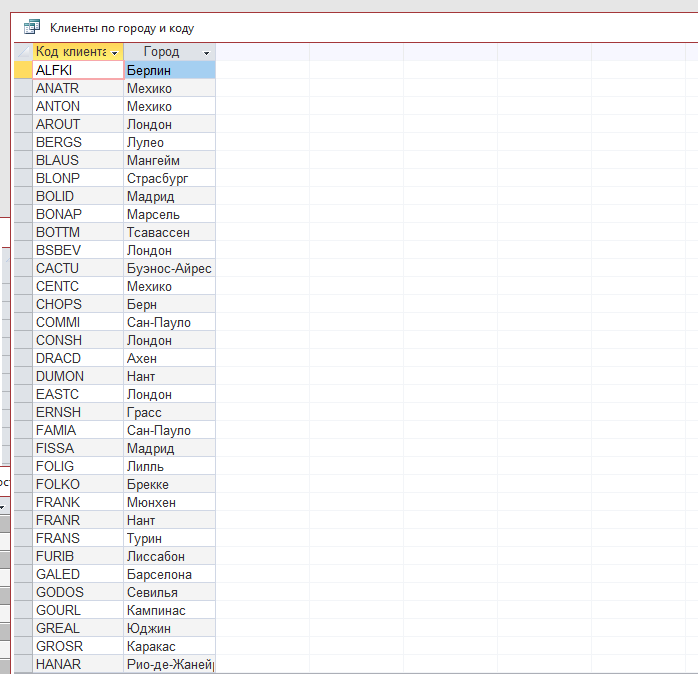 Клиенты по городу и коду
Код клиента Город
ALFKI Берлин
ANATR Мехико
ANTON Мехико
AROUT Лондон
BERGS Лулео
BLAUS Мангейм
BLONP Страсбург
BOLID Мадрид
BONAP Марсель
BOTTM Тсавассен
BSBEV Лондон
CACTU Буэнос-Айрес
CENTC Мехико
CHOPS Берн
COMMI Сан-Пауло
CONSH Лондон
DRACD Ахен
DUMON Нант
EASTC Лондон
ERNSH Грасс
FAMIA Сан-Пауло
FISSA Мадрид
FOLIG Лилль
FOLKO Брекке
FRANK Мюнхен
FRANR Нант
FRANS Турин
FURIB Лиссабон
GALED Барселона
GODOS Севилья
GOURL Кампинас
GREAL Юджин
GROSR Каракас
HANAR Рио-де-Жаней